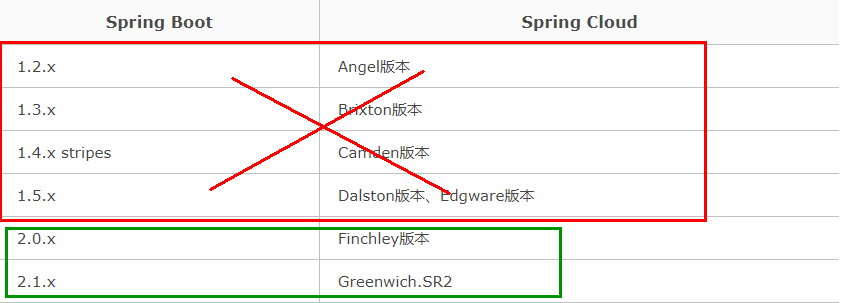 Spring Boot Spring Cloud
1.2.x Angel版本
1.3.x Brixton版本
1.4.x stripes Camden版本
1.5.x Dalston版本、Edgware版本
2.0.x Finchley版本
2.1.x Greenwich.SR2